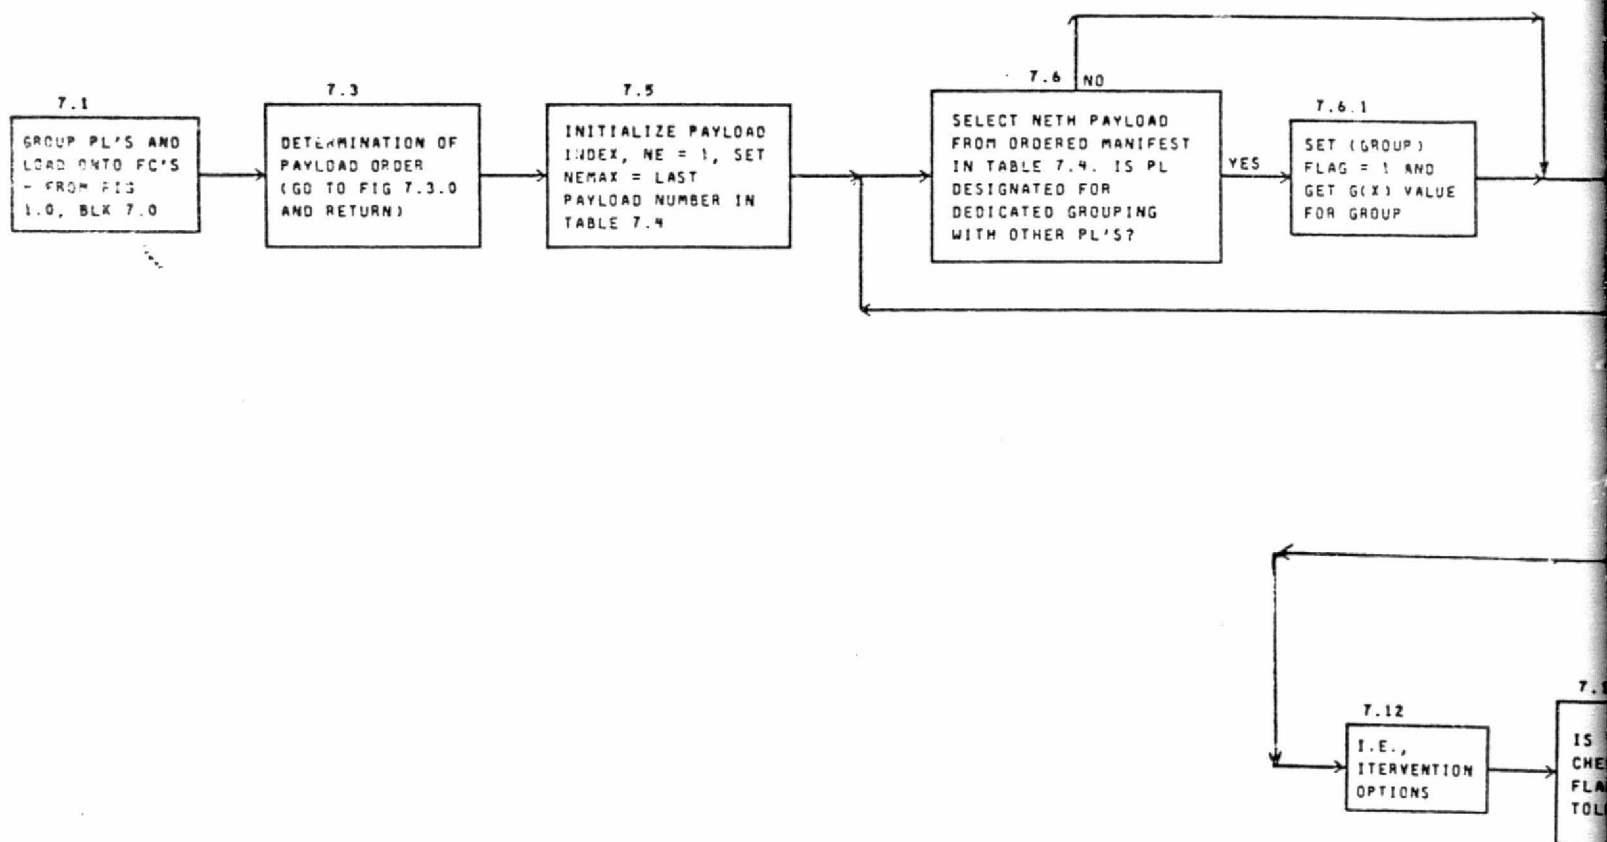 7.1
GROUP PL'S AND
LOAD ONTO FC'S
- FROM FIG
1.0, BLK 7.0
7.3
DETERMINATION OF
PAYLOAD ORDER
(GO TO FIG 7.3.0
AND RETURN)
7.5
INITIALIZE PAYLOAD
INDEX, NE = 1, SET
NEMAX = LAST
PAYLOAD NUMBER IN
TABLE 7.4
7.6
NO
SELECT NETH PAYLOAD
FROM ORDERED MANIFEST
IN TABLE 7.4. IS PL
DESIGNATED FOR
DEDICATED GROUPING
WITH OTHER PL'S?
YES
7.6.1
SET (GROUP)
FLAG = 1 AND
GET G(X) VALUE
FOR GROUP
7.12
I.E.,
ITERVENTION
OPTIONS
IS